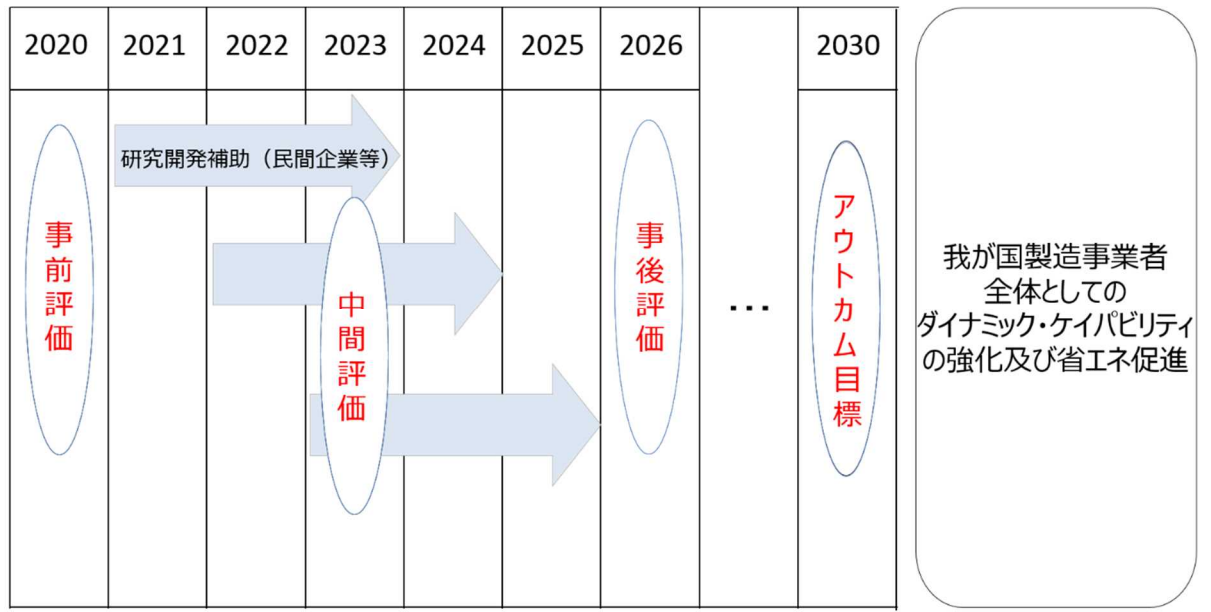 2020 2021 2022 2023 2024 2025 2026 2030
研究開発補助（民間企業等）
事前評価
中間評価
事後評価
…
アウトカム目標
我が国製造事業者
全体としての
ダイナミック・ケイパビリティ
の強化及び省エネ促進